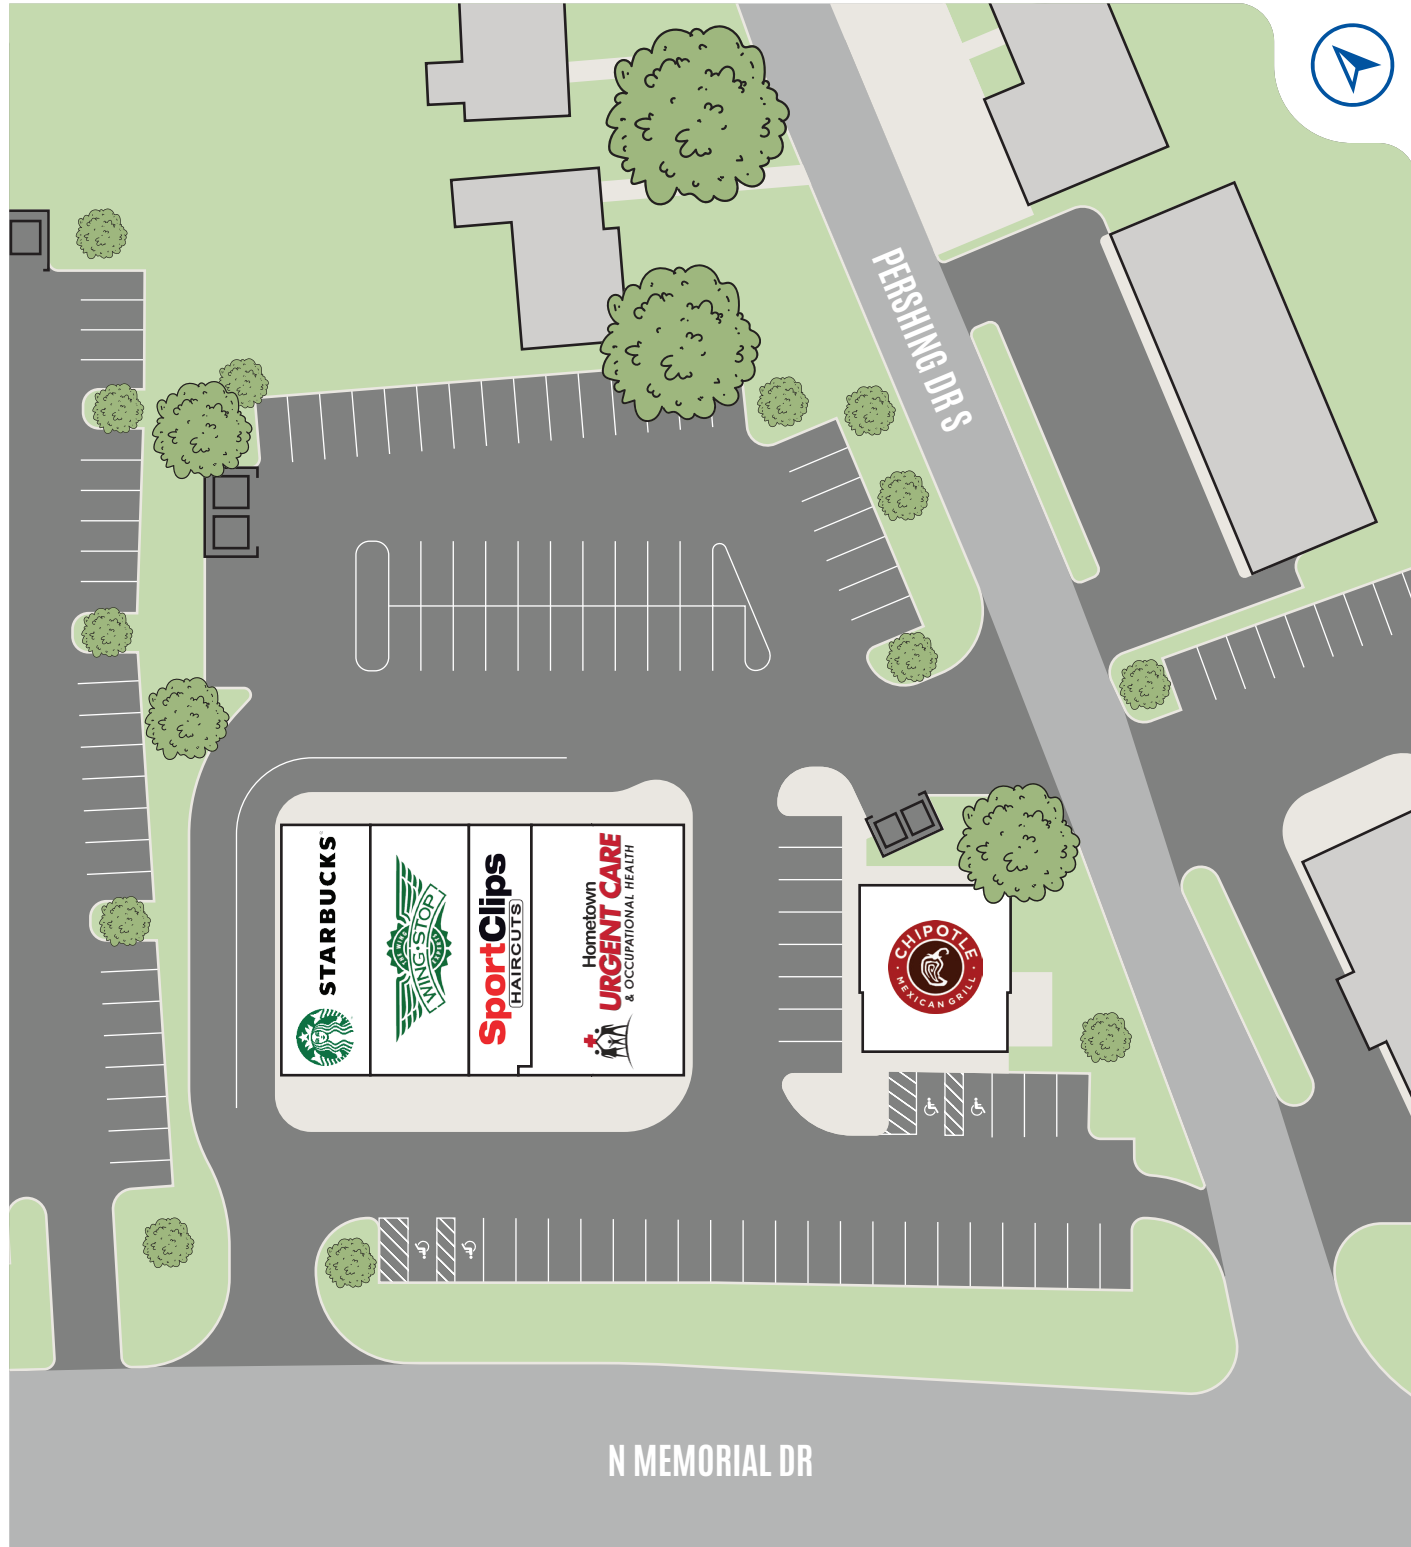 PERSHING DR S
STARBUCKS
WING·STOP
SportClips
HAIRCUTS
Hometown
URGENT CARE
& OCCUPATIONAL HEALTH
CHIPOTLE
MEXICAN GRILL
N MEMORIAL DR